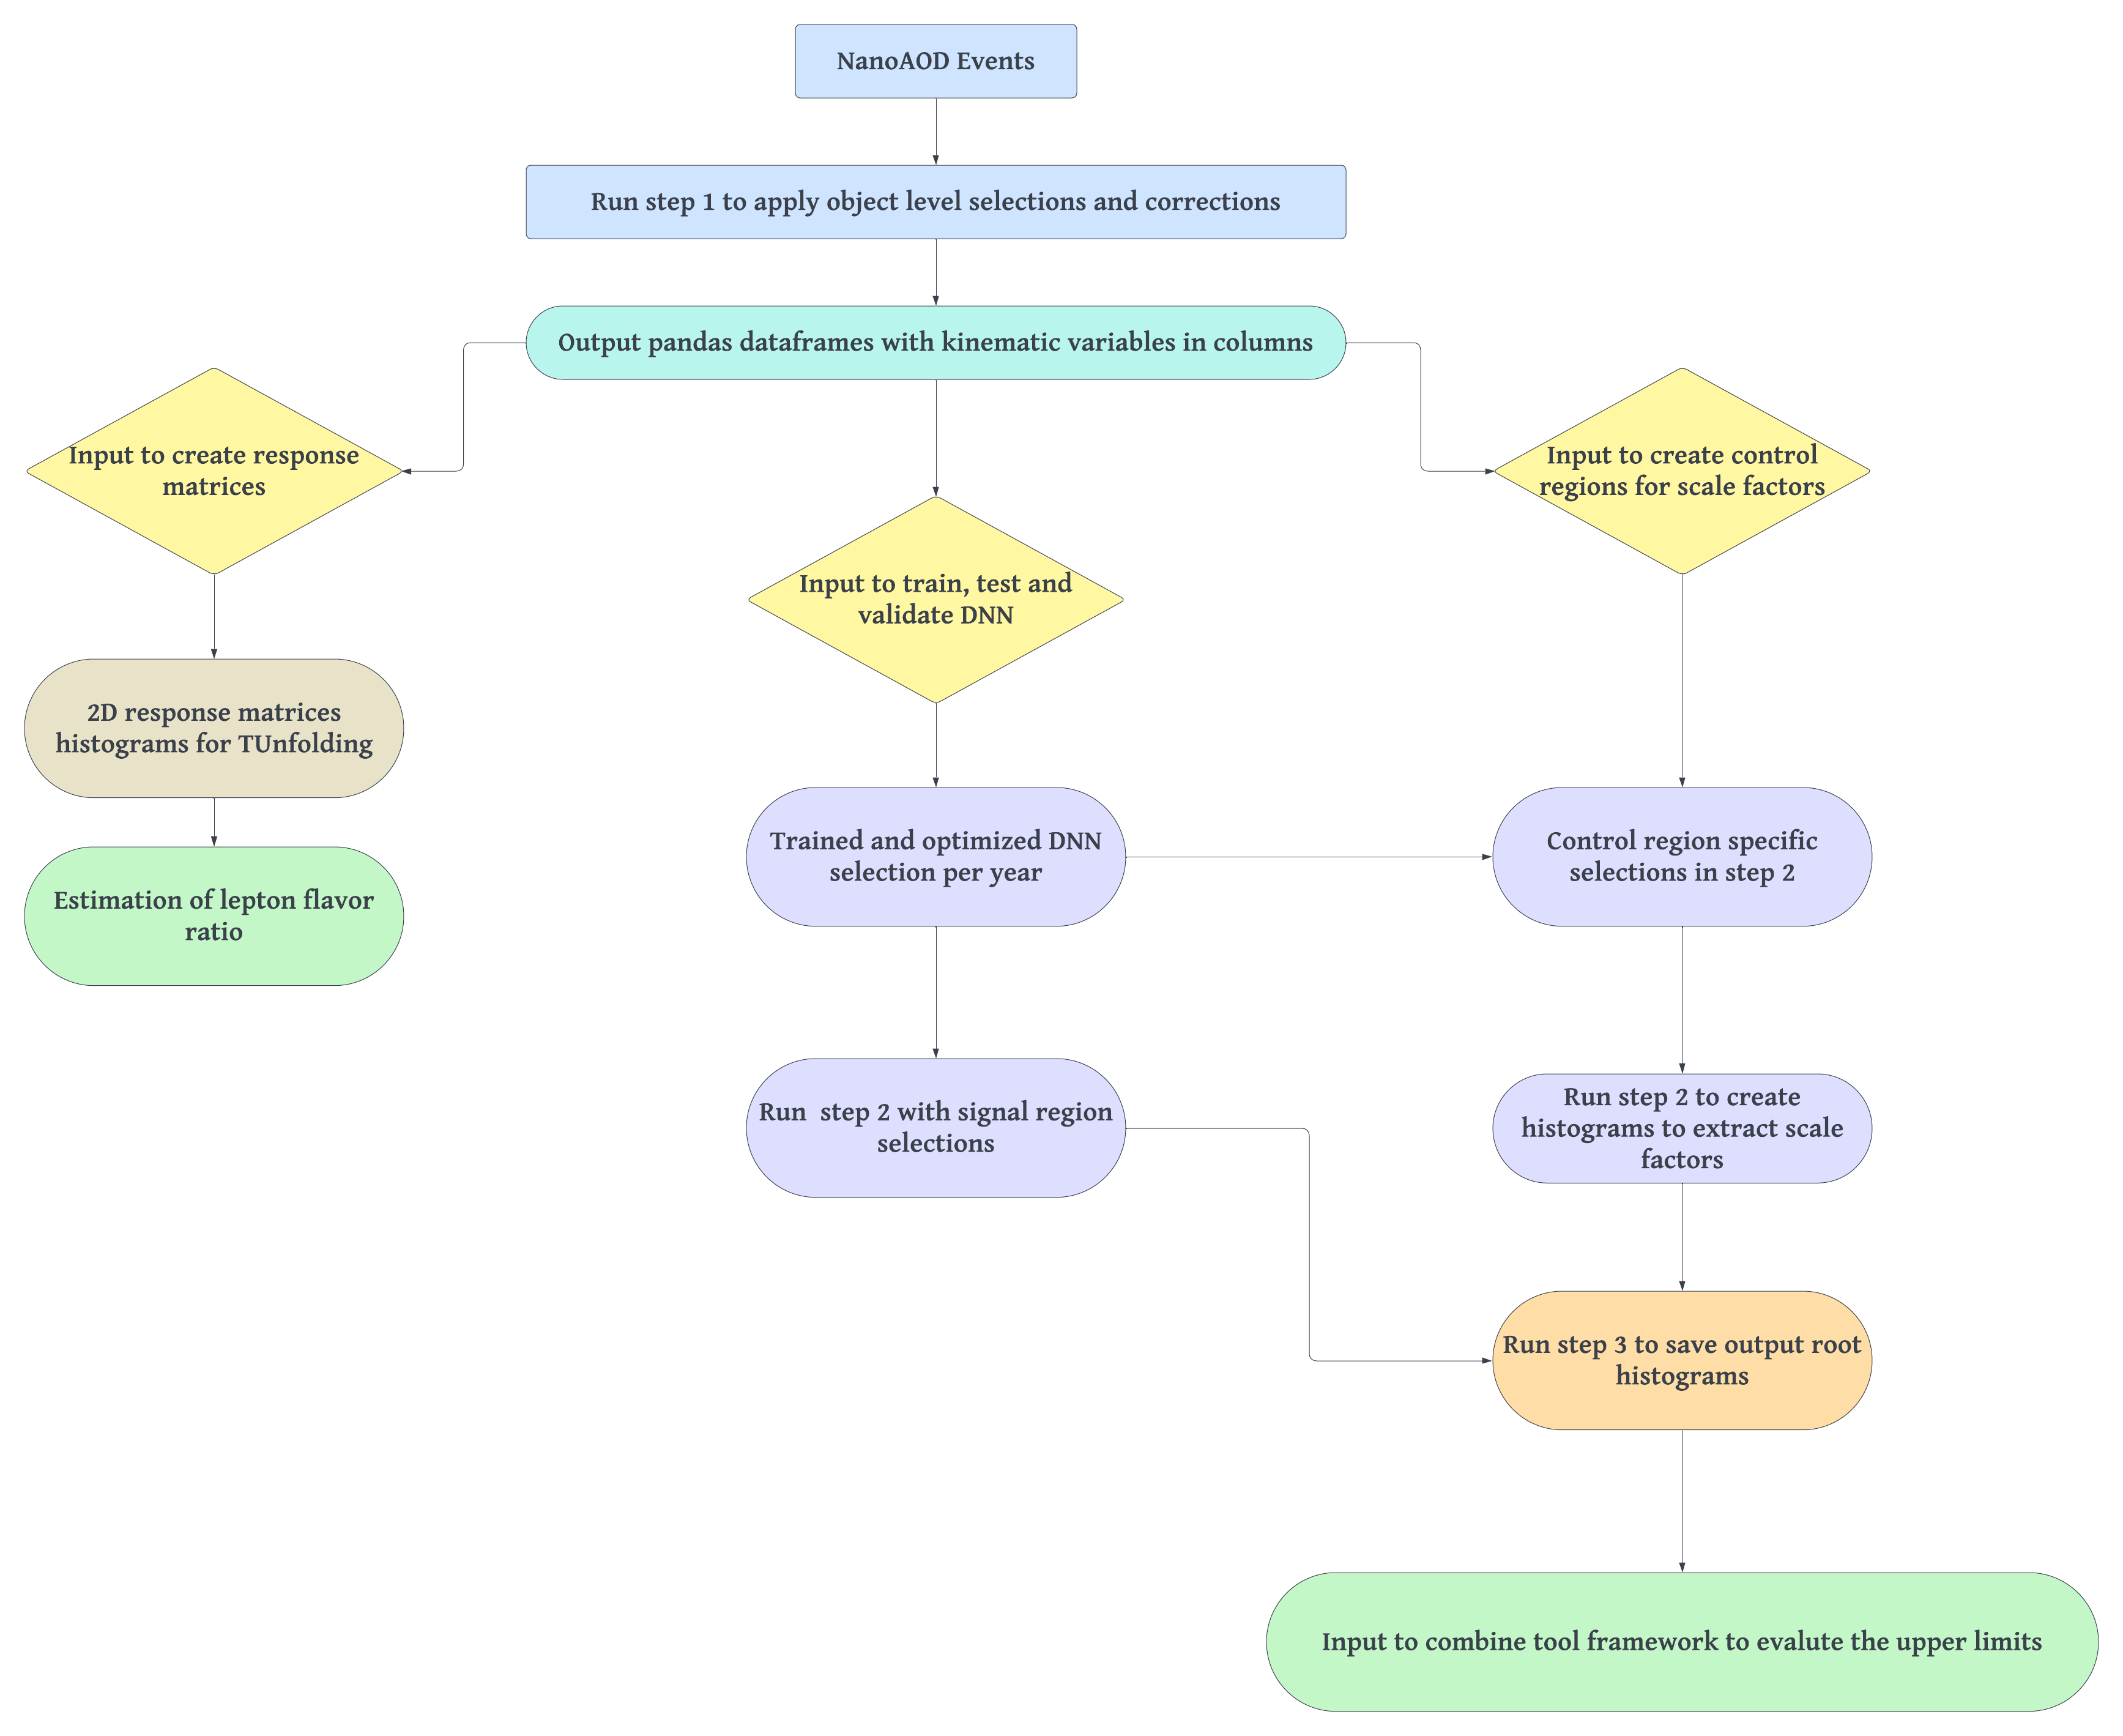 NanoAOD Events
Run step 1 to apply object level selections and corrections
Output pandas dataframes with kinematic variables in columns
Input to create response
matrices
Input to create control
regions for scale factors
Input to train, test and
validate DNN
2D response matrices
histograms for TUnfolding
Trained and optimized DNN
selection per year
Control region specific
selections in step 2
Estimation of lepton flavor
ratio
Run  step 2 with signal region
selections
Run step 2 to create
histograms to extract scale
factors
Run step 3 to save output root
histograms
Input to combine tool framework to evalute the upper limits